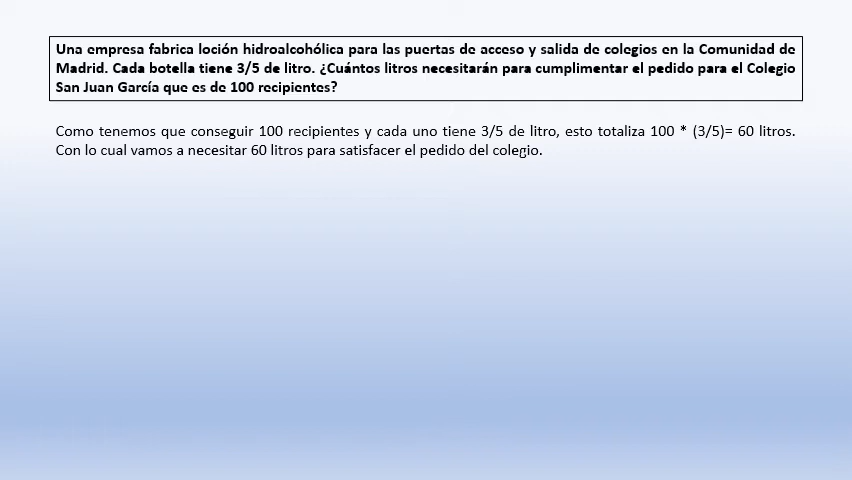 Una empresa fabrica loción hidroalcohólica para las puertas de acceso y salida de colegios en la Comunidad de
Madrid. Cada botella tiene 3/5 de litro. ¿Cuántos litros necesitarán para cumplimentar el pedido para el Colegio
San Juan García que es de 100 recipientes?
Como tenemos que conseguir 100 recipientes y cada uno tiene 3/5 de litro, esto totaliza 100 * (3/5)= 60 litros.
Con lo cual vamos a necesitar 60 litros para satisfacer el pedido del colegio.